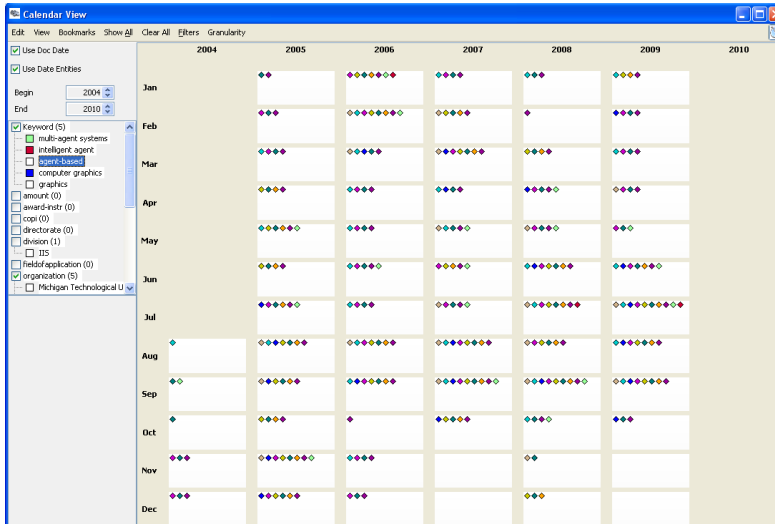 Calendar View
Edit View Bookmarks Show All Clear All Filters Granularity
Use Doc Date
Use Date Entities
Begin 2004
End 2010
Keyword (5)
multi-agent systems
intelligent agent
agent-based
computer graphics
graphics
amount (0)
award-instr (0)
copi (0)
directorate (0)
division (1)
IIS
fieldofapplication (0)
organization (5)
Michigan Technological U
2004 2005 2006 2007 2008 2009 2010
Jan
Feb
Mar
Apr
May
Jun
Jul
Aug
Sep
Oct
Nov
Dec